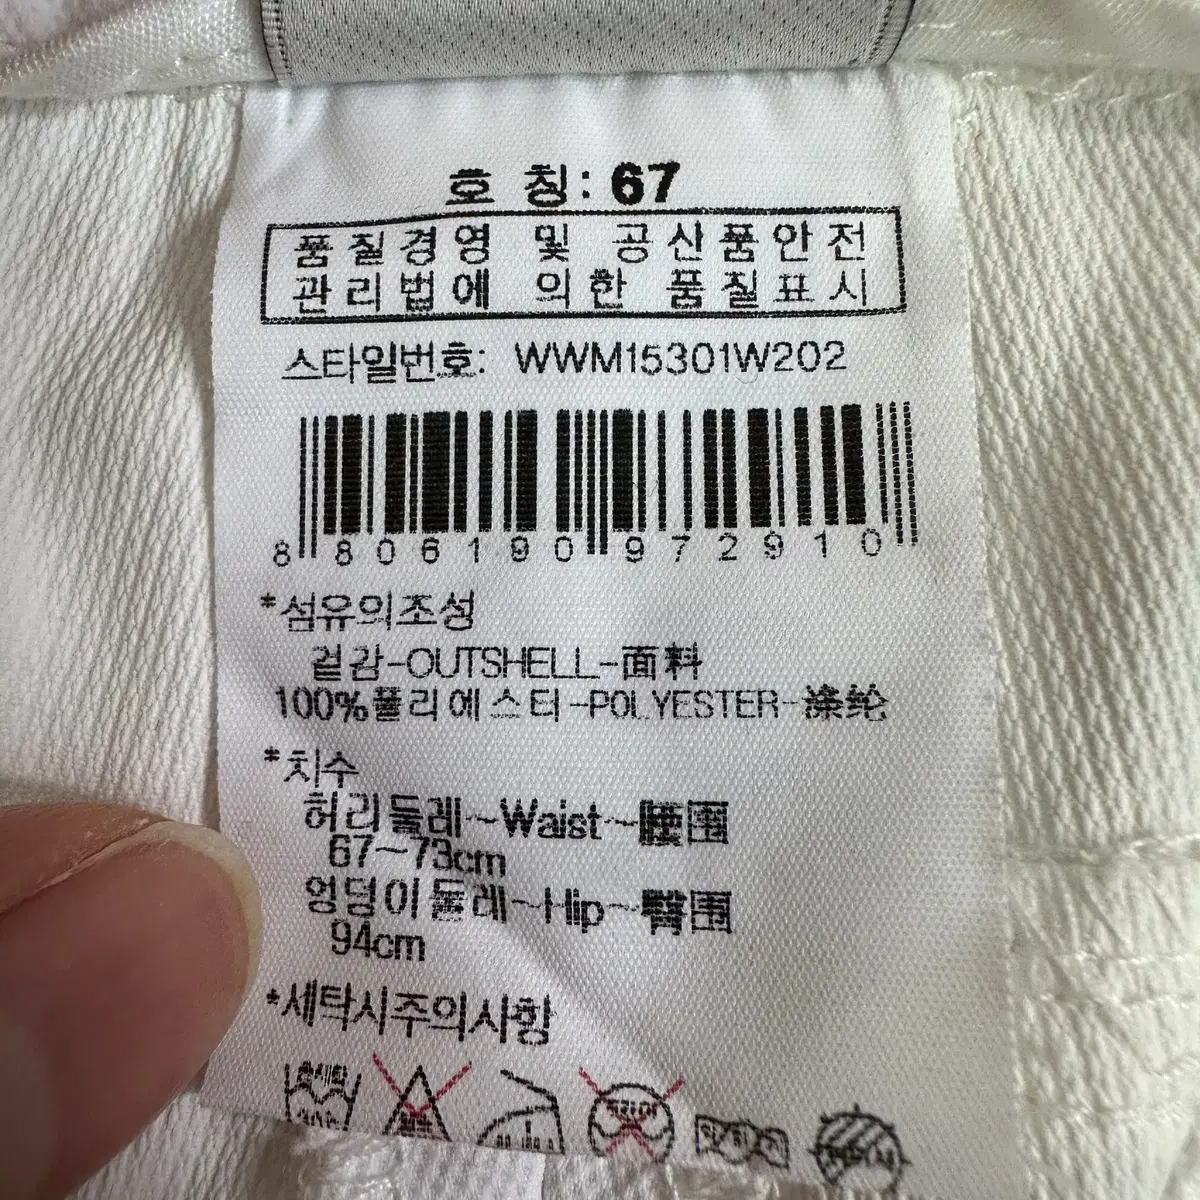 호 칭: 67
품질경영 및 공산품안전
관리법에 의한 품질표시
스타일번호: WWM15301W202
8 806190 972910
*섬유의조성
겉감-OUTSHELL-面料
100%폴리에스터-POLYESTER-涤纶
*치수
허리둘레~Waist~腰围
67~73cm
엉덩이둘레~Hip~臀围
94cm
*세탁시주의사항